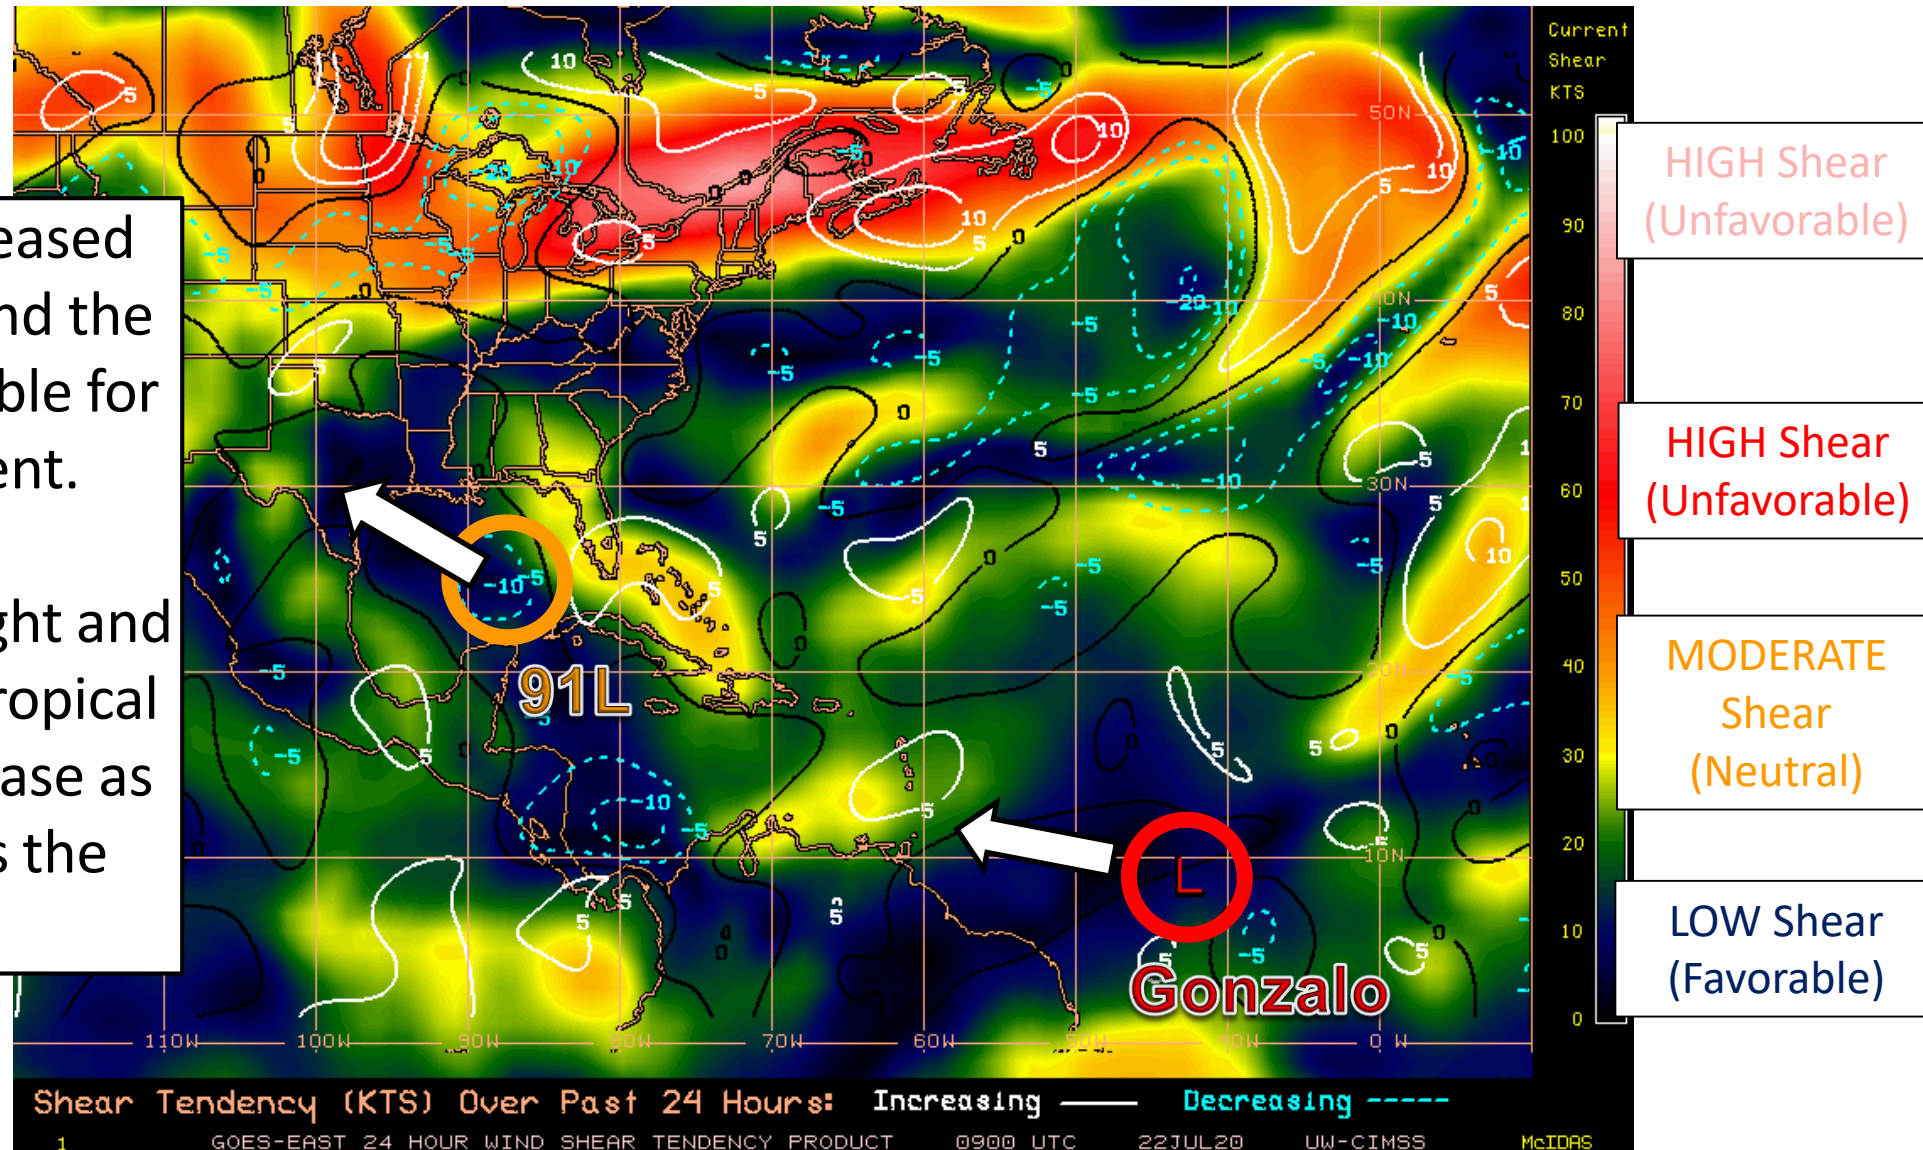 eased
nd the
ble for
ent.
ght and
ropical
ase as
s the
Current
Shear
KTS
100
90
80
70
60
50
40
30
20
10
0
HIGH Shear
(Unfavorable)
HIGH Shear
(Unfavorable)
MODERATE
Shear
(Neutral)
LOW Shear
(Favorable)
50N
40N
30N
20N
10N
91L
L
Gonzalo
110W 100W 90W 80W 70W 60W 50W 40W 0 W
Shear Tendency (KTS) Over Past 24 Hours: Increasing Decreasing
1 GOES-EAST 24 HOUR WIND SHEAR TENDENCY PRODUCT 0900 UTC 22JUL20 UW-CIMSS McIDAS